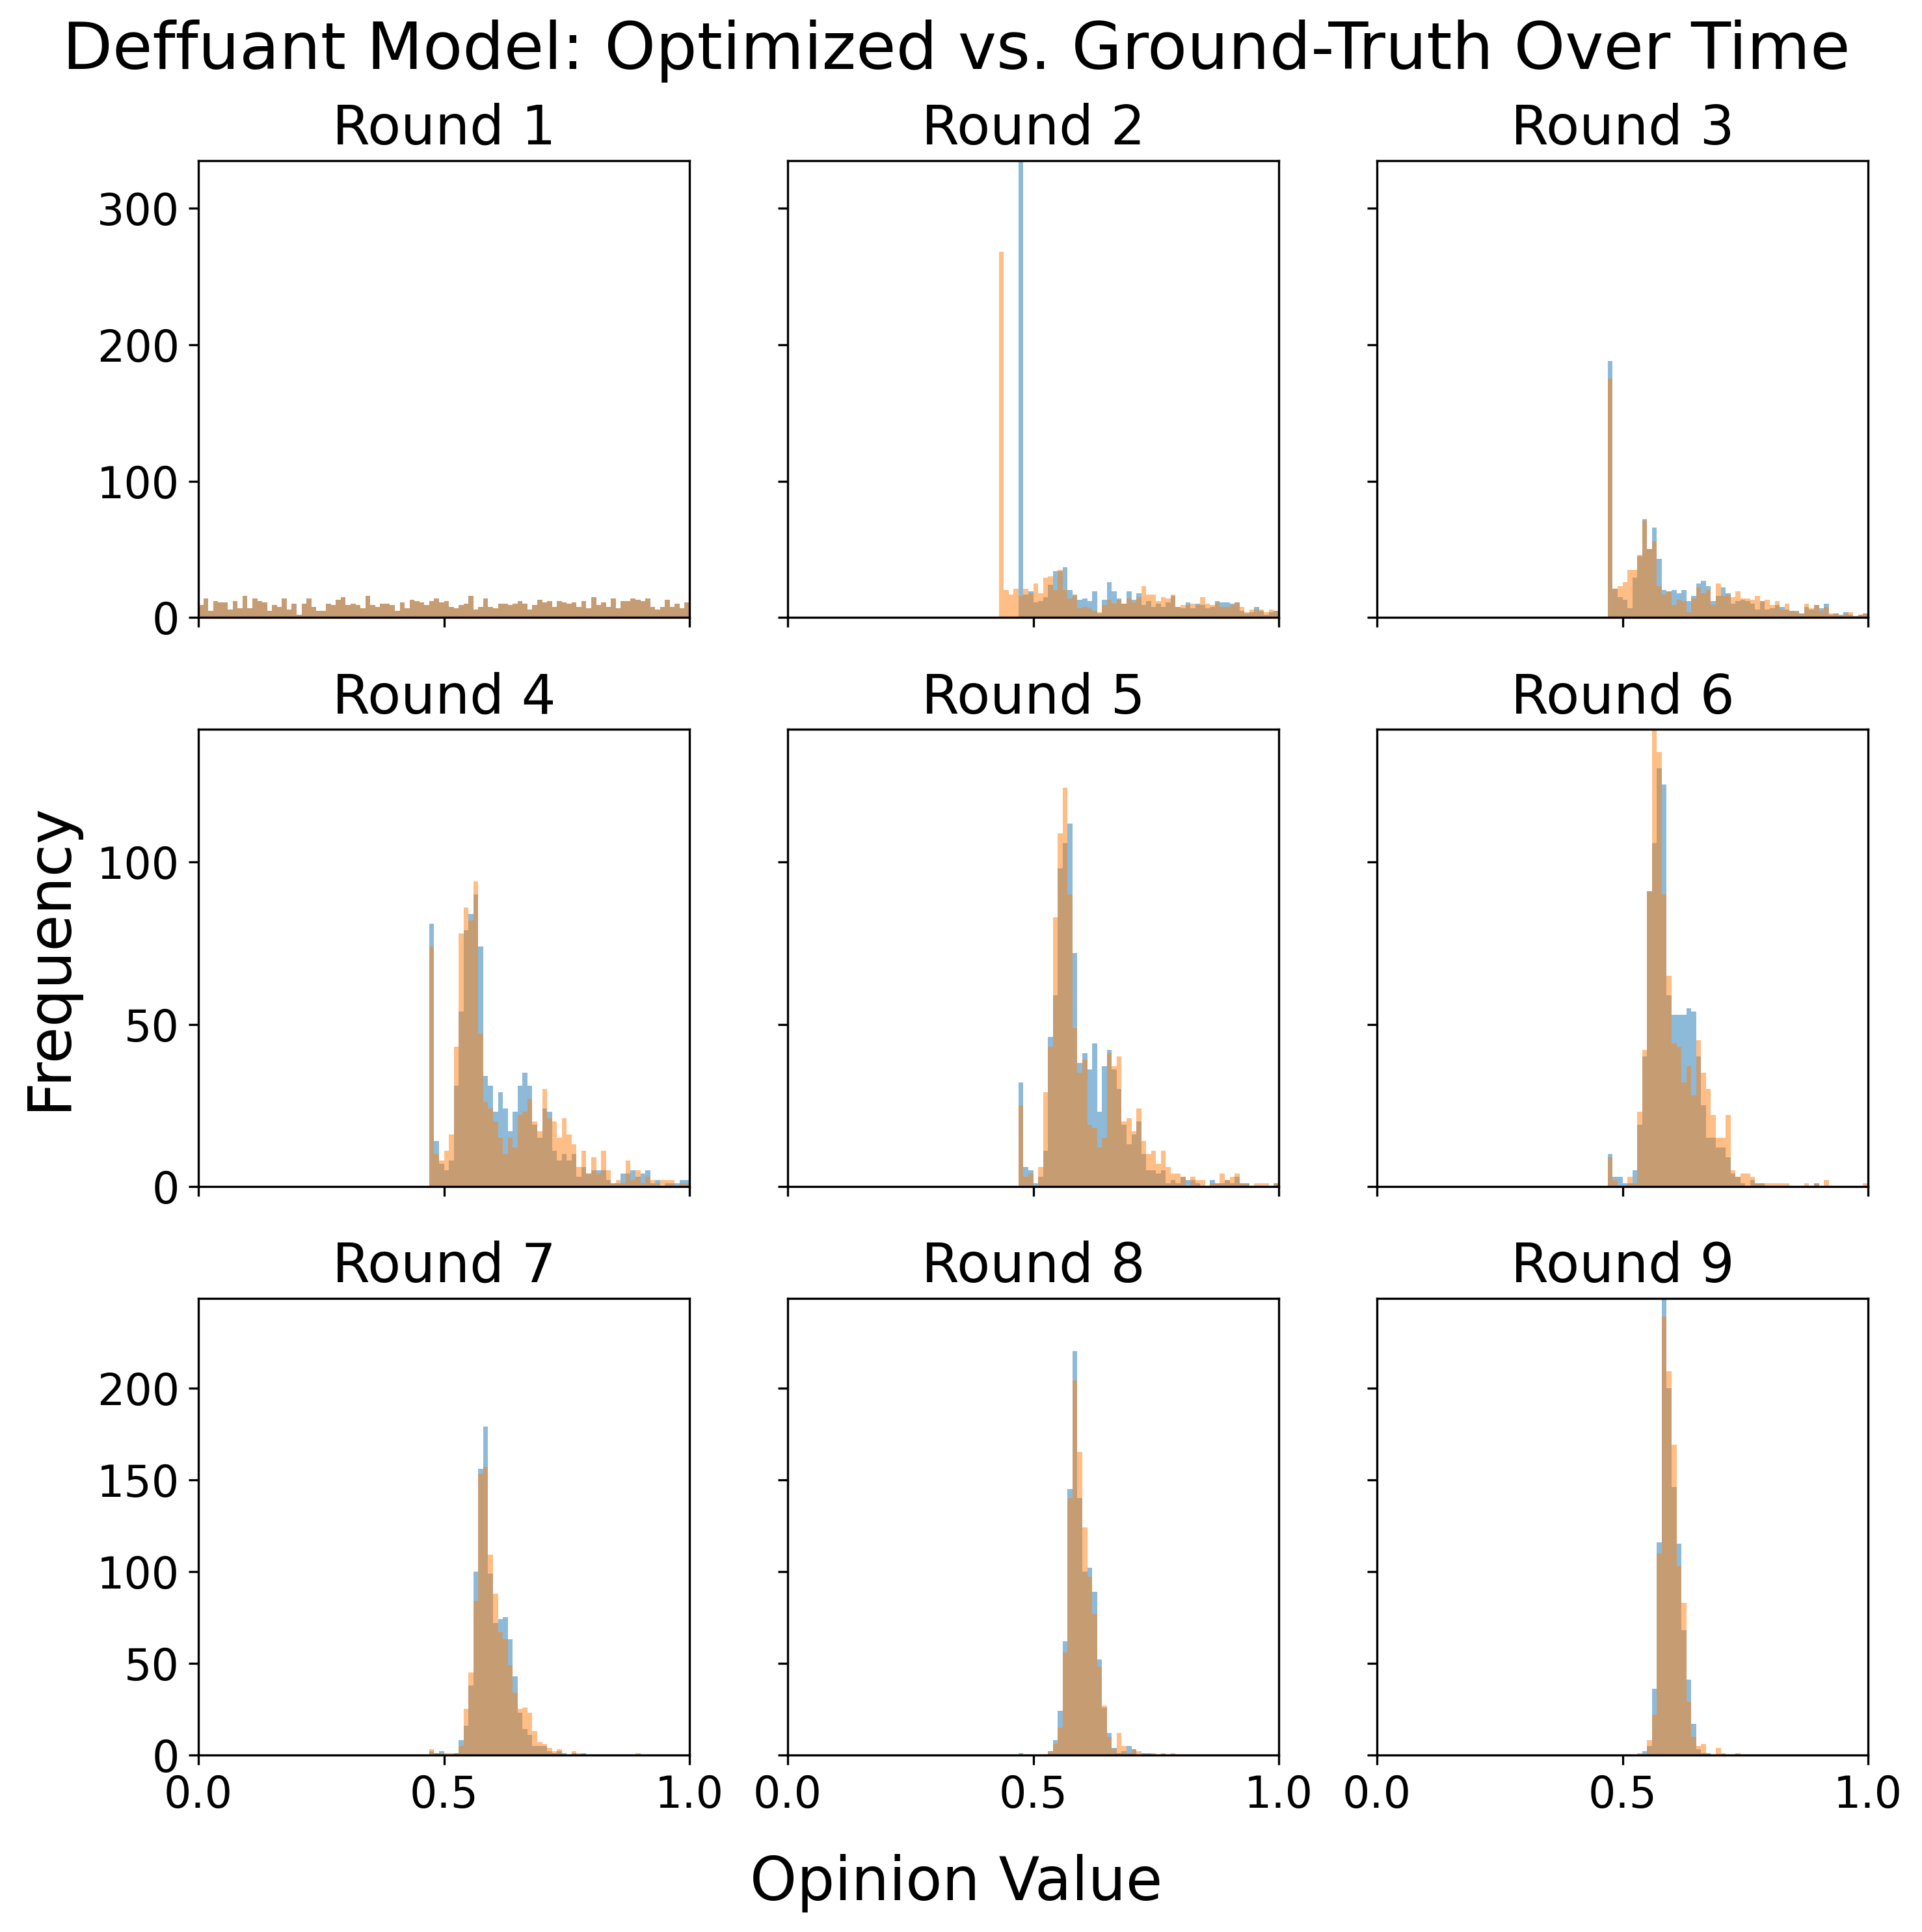 Deffuant Model: Optimized vs. Ground-Truth Over Time
Round 1
Round 2
Round 3
300
200
100
0
Round 4
Round 5
Round 6
100
50
0
Frequency
Round 7
Round 8
Round 9
200
150
100
50
0
0.0 0.5 1.0
0.0 0.5 1.0
0.0 0.5 1.0
Opinion Value